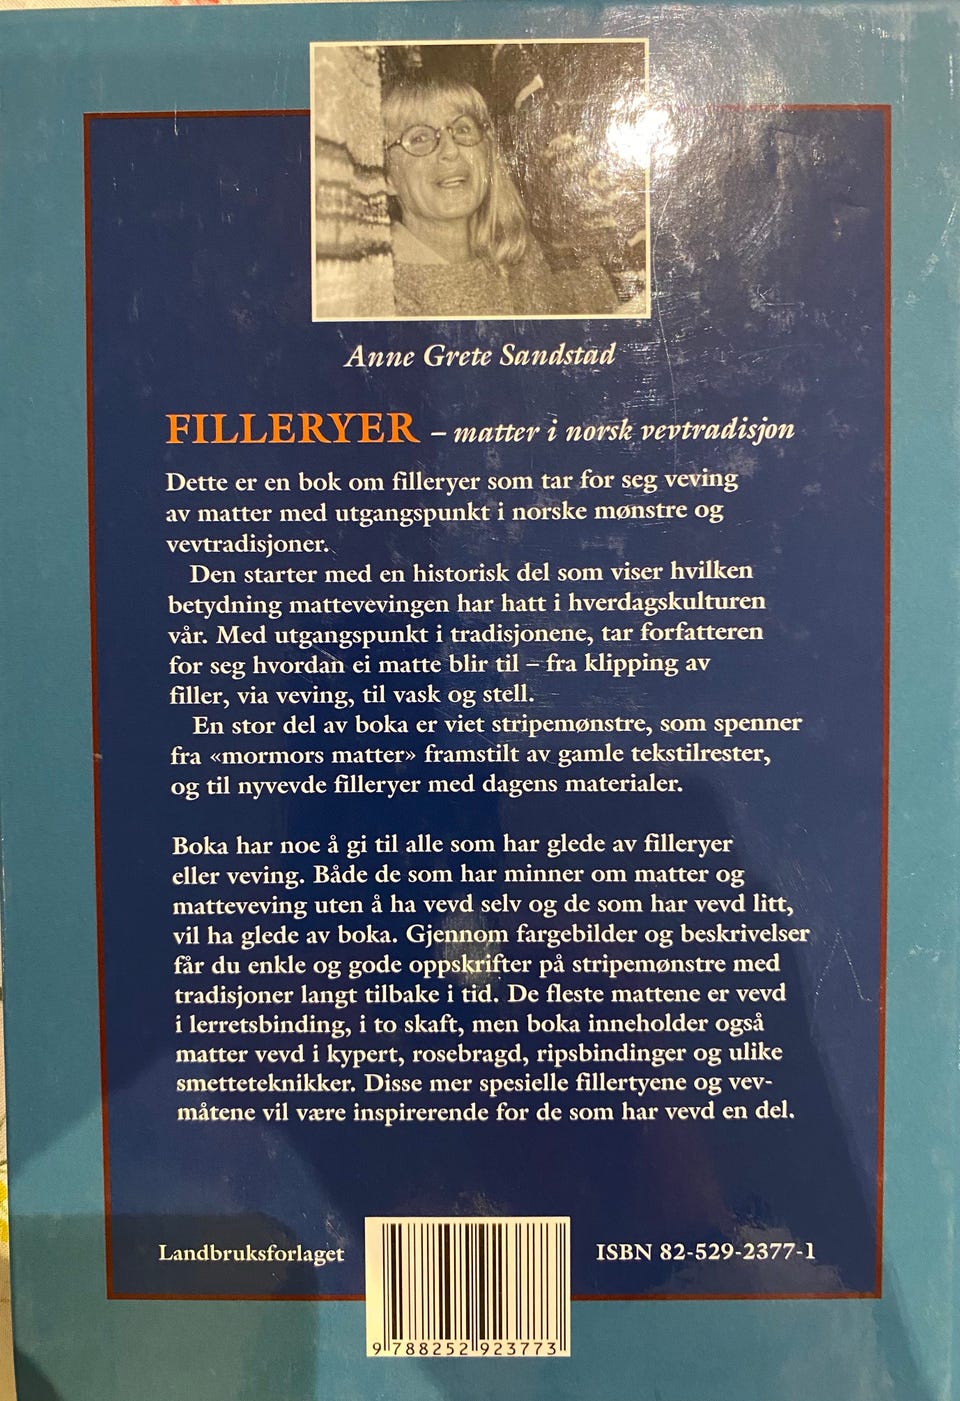 Anne Grete Sandstad
FILLERYER – matter i norsk vevtradisjon
Dette er en bok om filleryer som tar for seg veving
av matter med utgangspunkt i norske mønstre og
vevtradisjoner.
Den starter med en historisk del som viser hvilken
betydning mattevevingen har hatt i hverdagskulturen
vår. Med utgangspunkt i tradisjonene, tar forfatteren
for seg hvordan ei matte blir til – fra klipping av
filler, via veving, til vask og stell.
En stor del av boka er viet stripemønstre, som spenner
fra «mormors matter» framstilt av gamle tekstilrester,
og til nyvevde filleryer med dagens materialer.
Boka har noe å gi til alle som har glede av filleryer
eller veving. Både de som har minner om matter og
matteveving uten å ha vevd selv og de som har vevd litt,
vil ha glede av boka. Gjennom fargebilder og beskrivelser
får du enkle og gode oppskrifter på stripemønstre med
tradisjoner langt tilbake i tid. De fleste mattene er vevd
i lerretsbinding, i to skaft, men boka inneholder også
matter vevd i kypert, rosebragd, ripsbindinger og ulike
smetteteknikker. Disse mer spesielle fillertyene og vev-
måtene vil være inspirerende for de som har vevd en del.
Landbruksforlaget
ISBN 82-529-2377-1
9 788252 923773